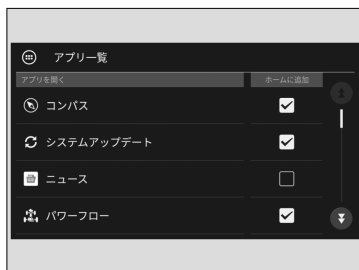 アプリ一覧
アプリを開く ホームに追加
コンパス
システムアップデート
ニュース
パワーフロー